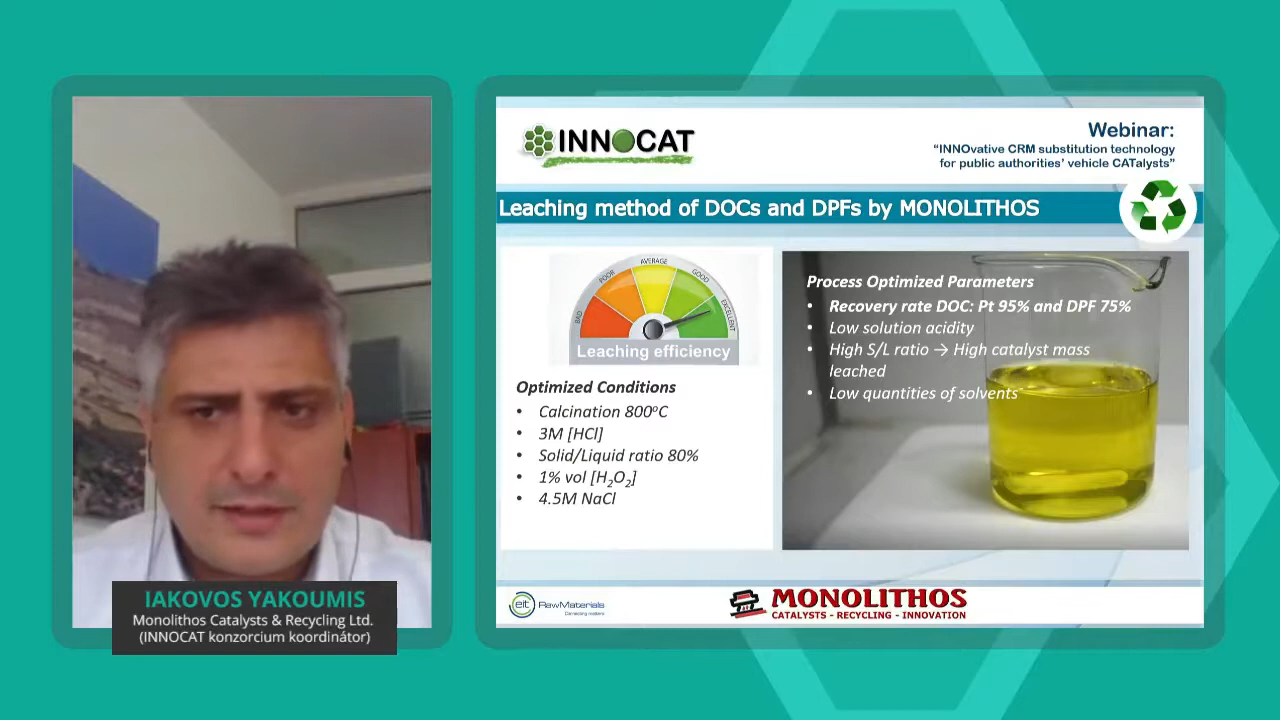 INNOCAT
Webinar:
“INNOvative CRM substitution technology
for public authorities’ vehicle CATalysts”
Leaching method of DOCs and DPFs by MONOLITHOS
BAD
POOR
AVERAGE
GOOD
EXCELLENT
Leaching efficiency
Optimized Conditions
• Calcination 800°C
• 3M [HCl]
• Solid/Liquid ratio 80%
• 1% vol [H₂O₂]
• 4.5M NaCl
Process Optimized Parameters
• Recovery rate DOC: Pt 95% and DPF 75%
• Low solution acidity
• High S/L ratio → High catalyst mass
leached
• Low quantities of solvents
IAKOVOS YAKOUMIS
Monolithos Catalysts & Recycling Ltd.
(INNOCAT konzorcium koordinátor)
eit RawMaterials
Connecting matters
MONOLITHOS
CATALYSTS - RECYCLING - INNOVATION